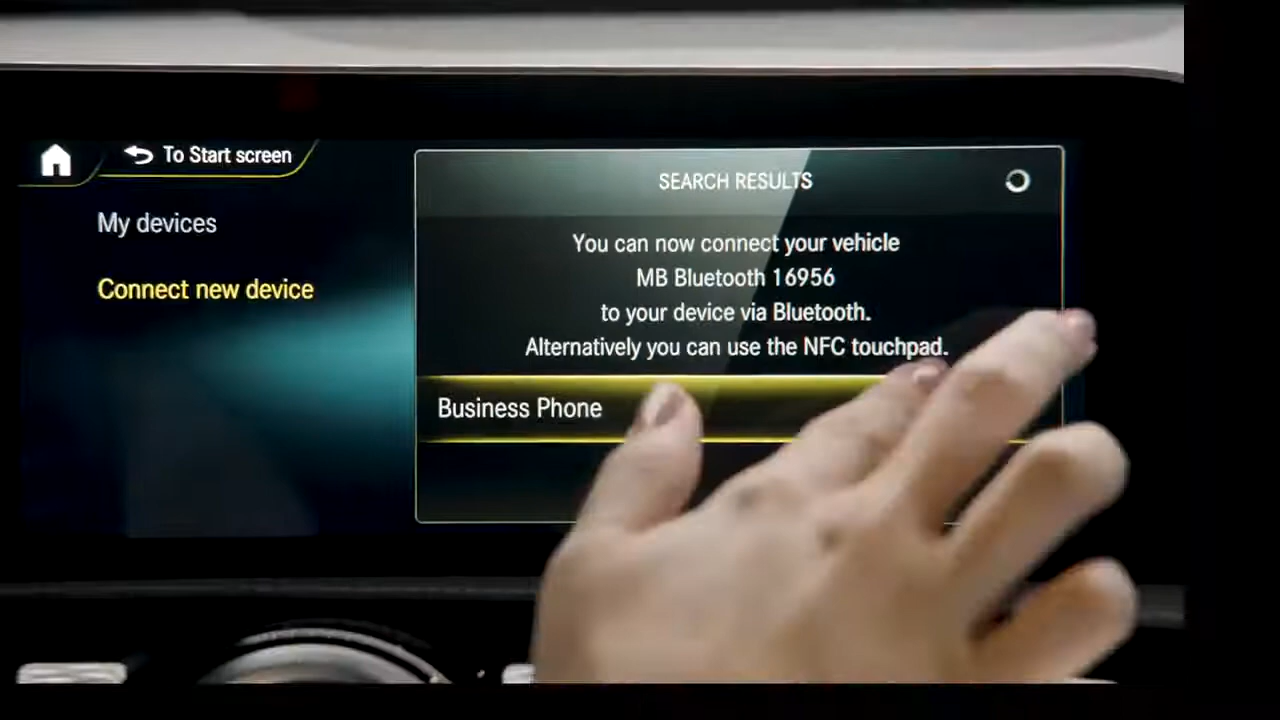 To Start screen
My devices
Connect new device
SEARCH RESULTS
You can now connect your vehicle
MB Bluetooth 16956
to your device via Bluetooth.
Alternatively you can use the NFC touchpad.
Business Phone